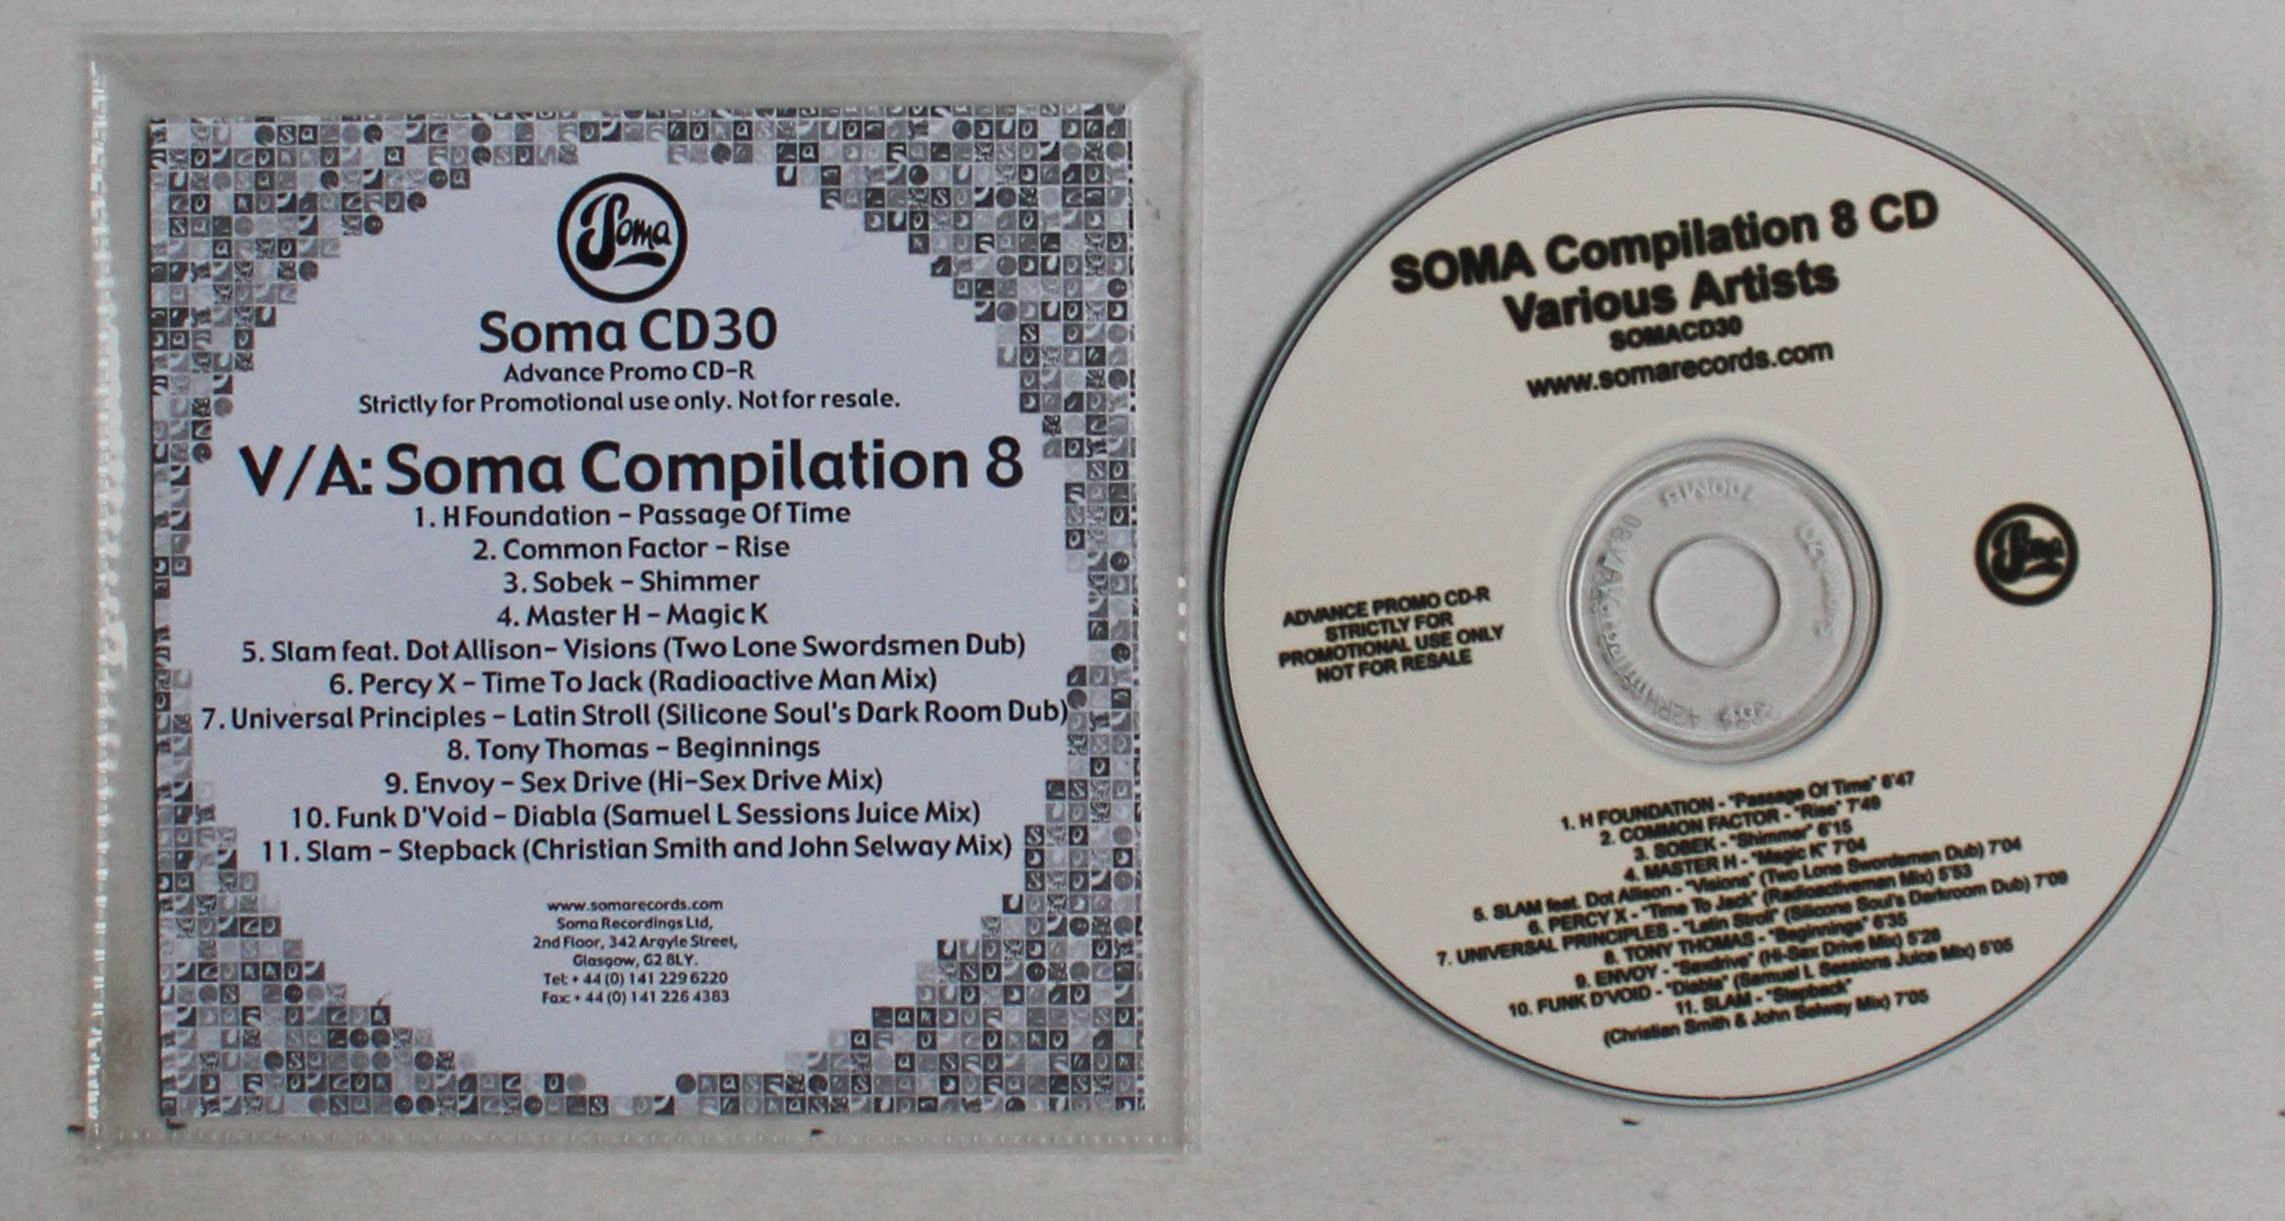 Soma
Soma CD30
Advance Promo CD-R
Strictly for Promotional use only. Not for resale.
V/A: Soma Compilation 8
1. H Foundation - Passage Of Time
2. Common Factor - Rise
3. Sobek - Shimmer
4. Master H - Magic K
5. Slam feat. Dot Allison- Visions (Two Lone Swordsmen Dub)
6. Percy X - Time To Jack (Radioactive Man Mix)
7. Universal Principles - Latin Stroll (Silicone Soul's Dark Room Dub)
8. Tony Thomas - Beginnings
9. Envoy - Sex Drive (Hi-Sex Drive Mix)
10. Funk D'Void - Diabla (Samuel L Sessions Juice Mix)
11. Slam - Stepback (Christian Smith and John Selway Mix)
www.somarecords.com
Soma Recordings Ltd,
2nd Floor, 342 Argyle Street,
Glasgow, G2 8LY.
Tel: + 44 (0) 141 229 6220
Fax: + 44 (0) 141 226 4383
SOMA Compilation 8 CD
Various Artists
SOMACD30
www.somarecords.com
Soma
ADVANCE PROMO CD-R
STRICTLY FOR
PROMOTIONAL USE ONLY
NOT FOR RESALE
1. H FOUNDATION - "Passage Of Time" 6'47
2. COMMON FACTOR - "Rise" 7'49
3. SOBEK - "Shimmer" 6'15
4. MASTER H - "Magic K" 7'04
5. SLAM feat. Dot Allison - "Visions" (Two Lone Swordsmen Dub) 7'04
6. PERCY X - "Time To Jack" (Radioactiveman Mix) 5'53
7. UNIVERSAL PRINCIPLES - "Latin Stroll" (Silicone Soul's Darkroom Dub) 7'09
8. TONY THOMAS - "Beginnings" 6'35
9. ENVOY - "Sexdrive" (Hi-Sex Drive Mix) 5'28
10. FUNK D'VOID - "Diabla" (Samuel L Sessions Juice Mix) 5'05
11. SLAM - "Stepback"
(Christian Smith & John Selway Mix) 7'05